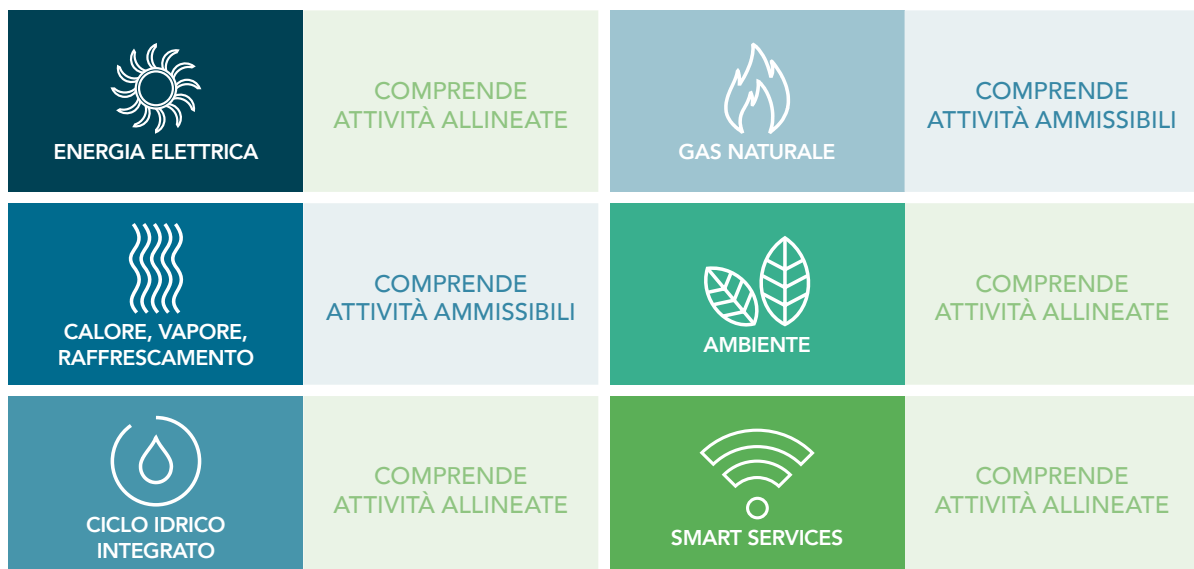 ENERGIA ELETTRICA
COMPRENDE
ATTIVITÀ ALLINEATE
GAS NATURALE
COMPRENDE
ATTIVITÀ AMMISSIBILI
CALORE, VAPORE,
RAFFRESCAMENTO
COMPRENDE
ATTIVITÀ AMMISSIBILI
AMBIENTE
COMPRENDE
ATTIVITÀ ALLINEATE
CICLO IDRICO
INTEGRATO
COMPRENDE
ATTIVITÀ ALLINEATE
SMART SERVICES
COMPRENDE
ATTIVITÀ ALLINEATE